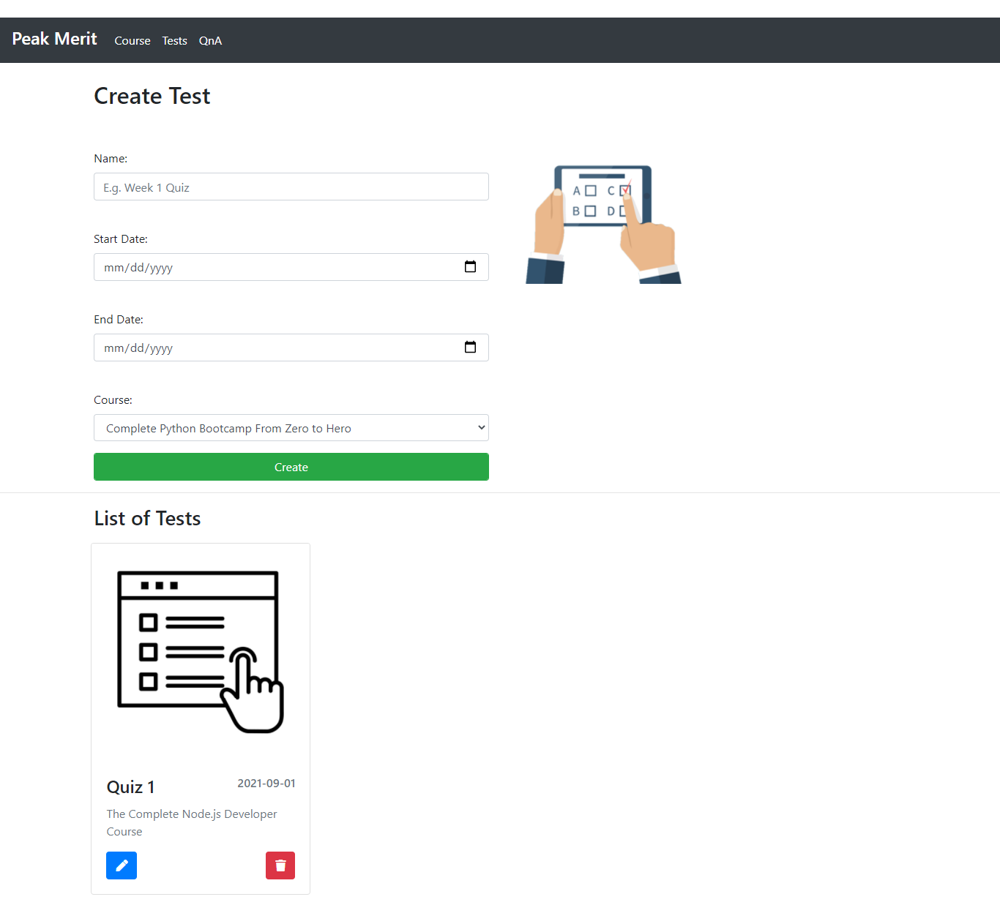 Peak Merit Course Tests QnA
Create Test
Name:
E.g. Week 1 Quiz
A C
B D
Start Date:
mm/dd/yyyy
End Date:
mm/dd/yyyy
Course:
Complete Python Bootcamp From Zero to Hero
Create
List of Tests
Quiz 1 2021-09-01
The Complete Node.js Developer
Course